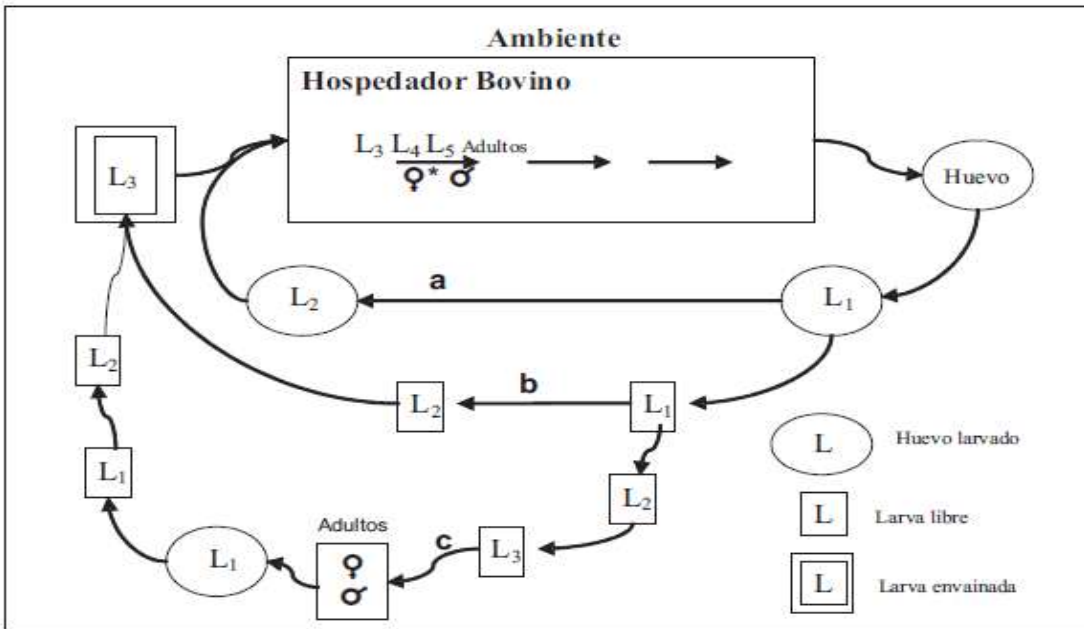 Ambiente
Hospedador Bovino
L₃ L₄ L₅ Adultos
♀* ♂
L₃
Huevo
a
L₂
L₁
L₂
b
L₂
L₁
L
Huevo larvado
L₁
L₂
L
Larva libre
Adultos
c
L₃
L₁
♀
♂
L
Larva envainada